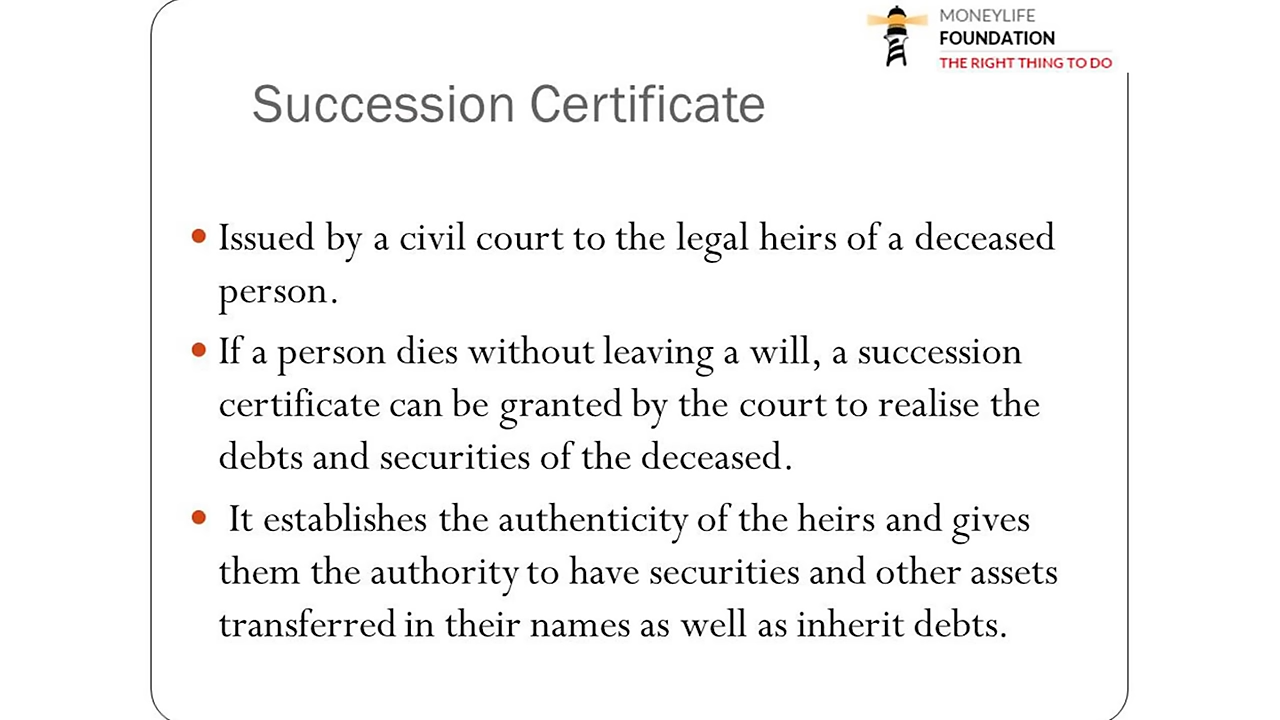 MONEYLIFE
FOUNDATION
THE RIGHT THING TO DO
Succession Certificate
• Issued by a civil court to the legal heirs of a deceased
person.
• If a person dies without leaving a will, a succession
certificate can be granted by the court to realise the
debts and securities of the deceased.
• It establishes the authenticity of the heirs and gives
them the authority to have securities and other assets
transferred in their names as well as inherit debts.